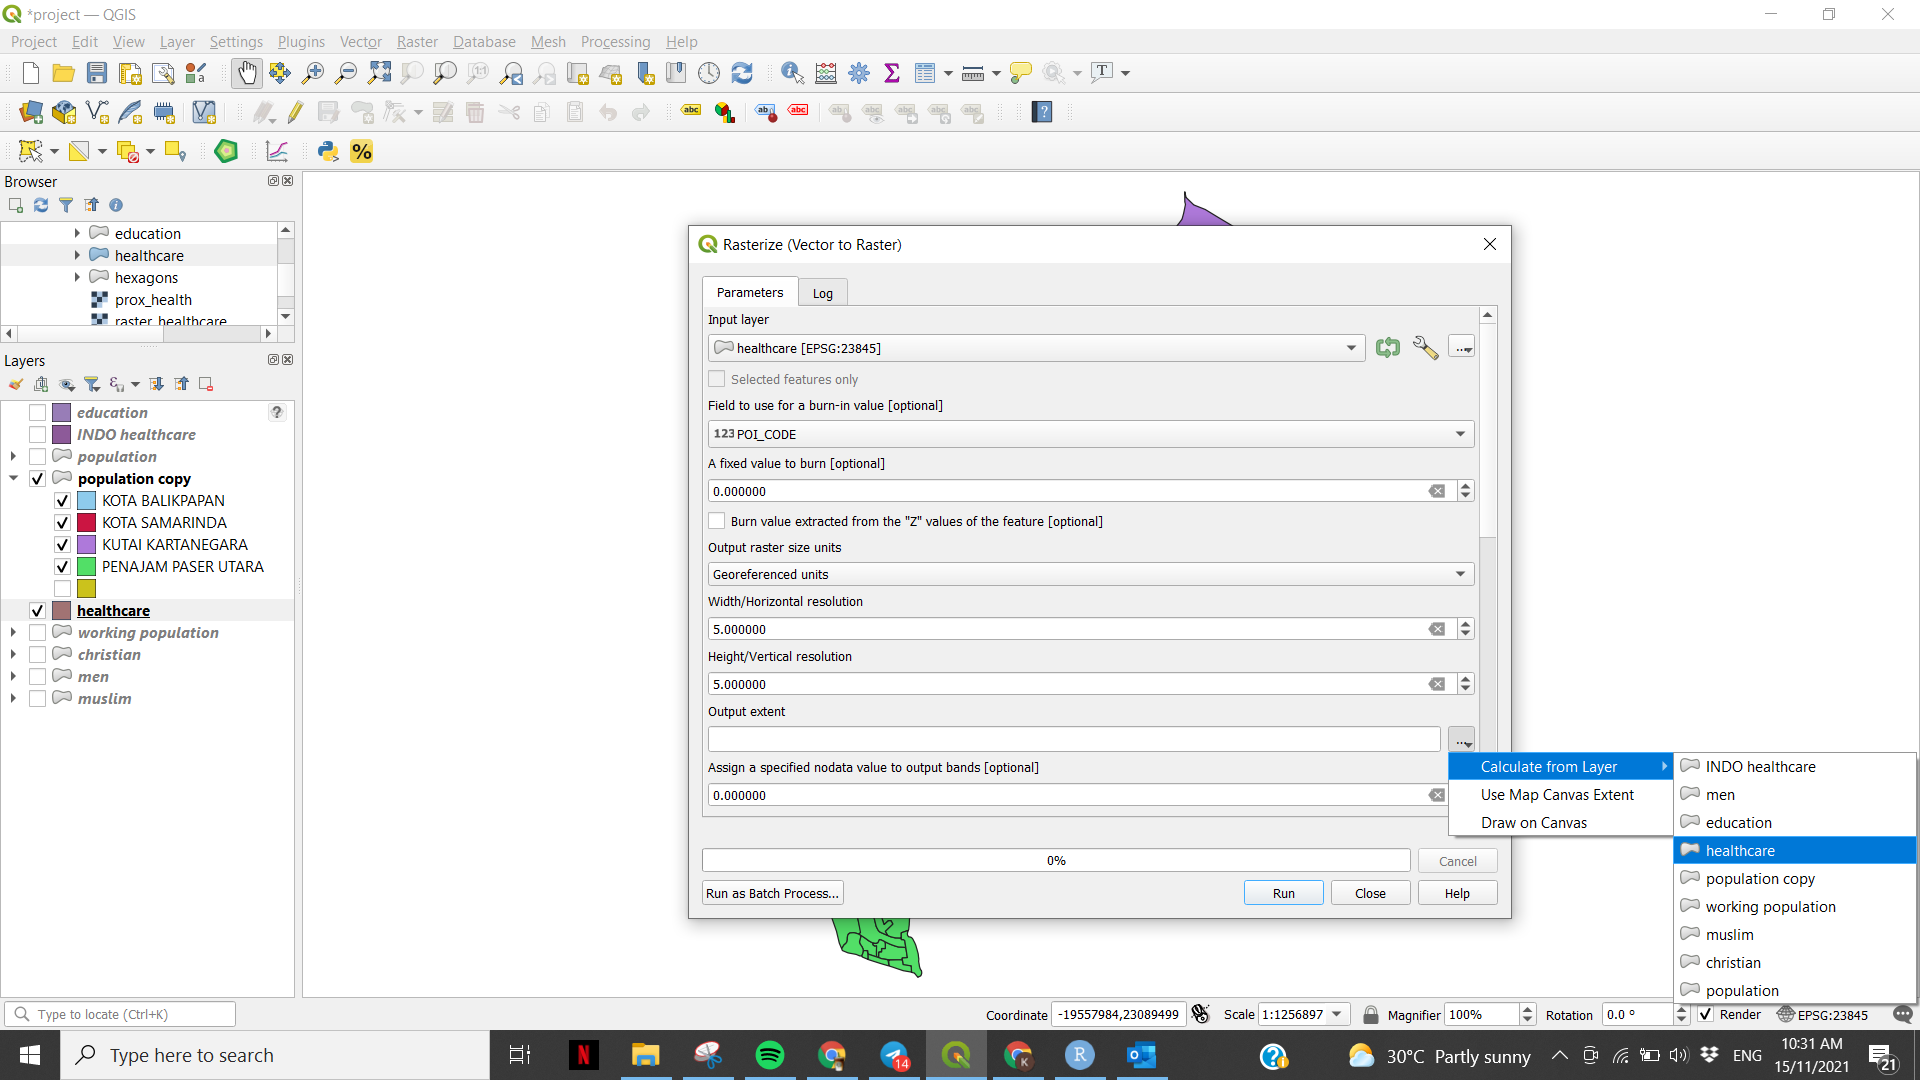 *project — QGIS
Project Edit View Layer Settings Plugins Vector Raster Database Mesh Processing Help
Browser
education
healthcare
hexagons
prox_health
raster_healthcare
Layers
education
INDO healthcare
population
population copy
KOTA BALIKPAPAN
KOTA SAMARINDA
KUTAI KARTANEGARA
PENAJAM PASER UTARA
healthcare
working population
christian
men
muslim
Rasterize (Vector to Raster)
Parameters Log
Input layer
healthcare [EPSG:23845]
Selected features only
Field to use for a burn-in value [optional]
123 POI_CODE
A fixed value to burn [optional]
0.000000
Burn value extracted from the "Z" values of the feature [optional]
Output raster size units
Georeferenced units
Width/Horizontal resolution
5.000000
Height/Vertical resolution
5.000000
Output extent
Assign a specified nodata value to output bands [optional]
0.000000
0%
Cancel
Run as Batch Process...
Run Close Help
Calculate from Layer
Use Map Canvas Extent
Draw on Canvas
INDO healthcare
men
education
healthcare
population copy
working population
muslim
christian
population
Type to locate (Ctrl+K)
Coordinate -19557984,23089499 Scale 1:1256897 Magnifier 100% Rotation 0.0 ° Render EPSG:23845
Type here to search
14
30°C Partly sunny
ENG
10:31 AM
15/11/2021
21